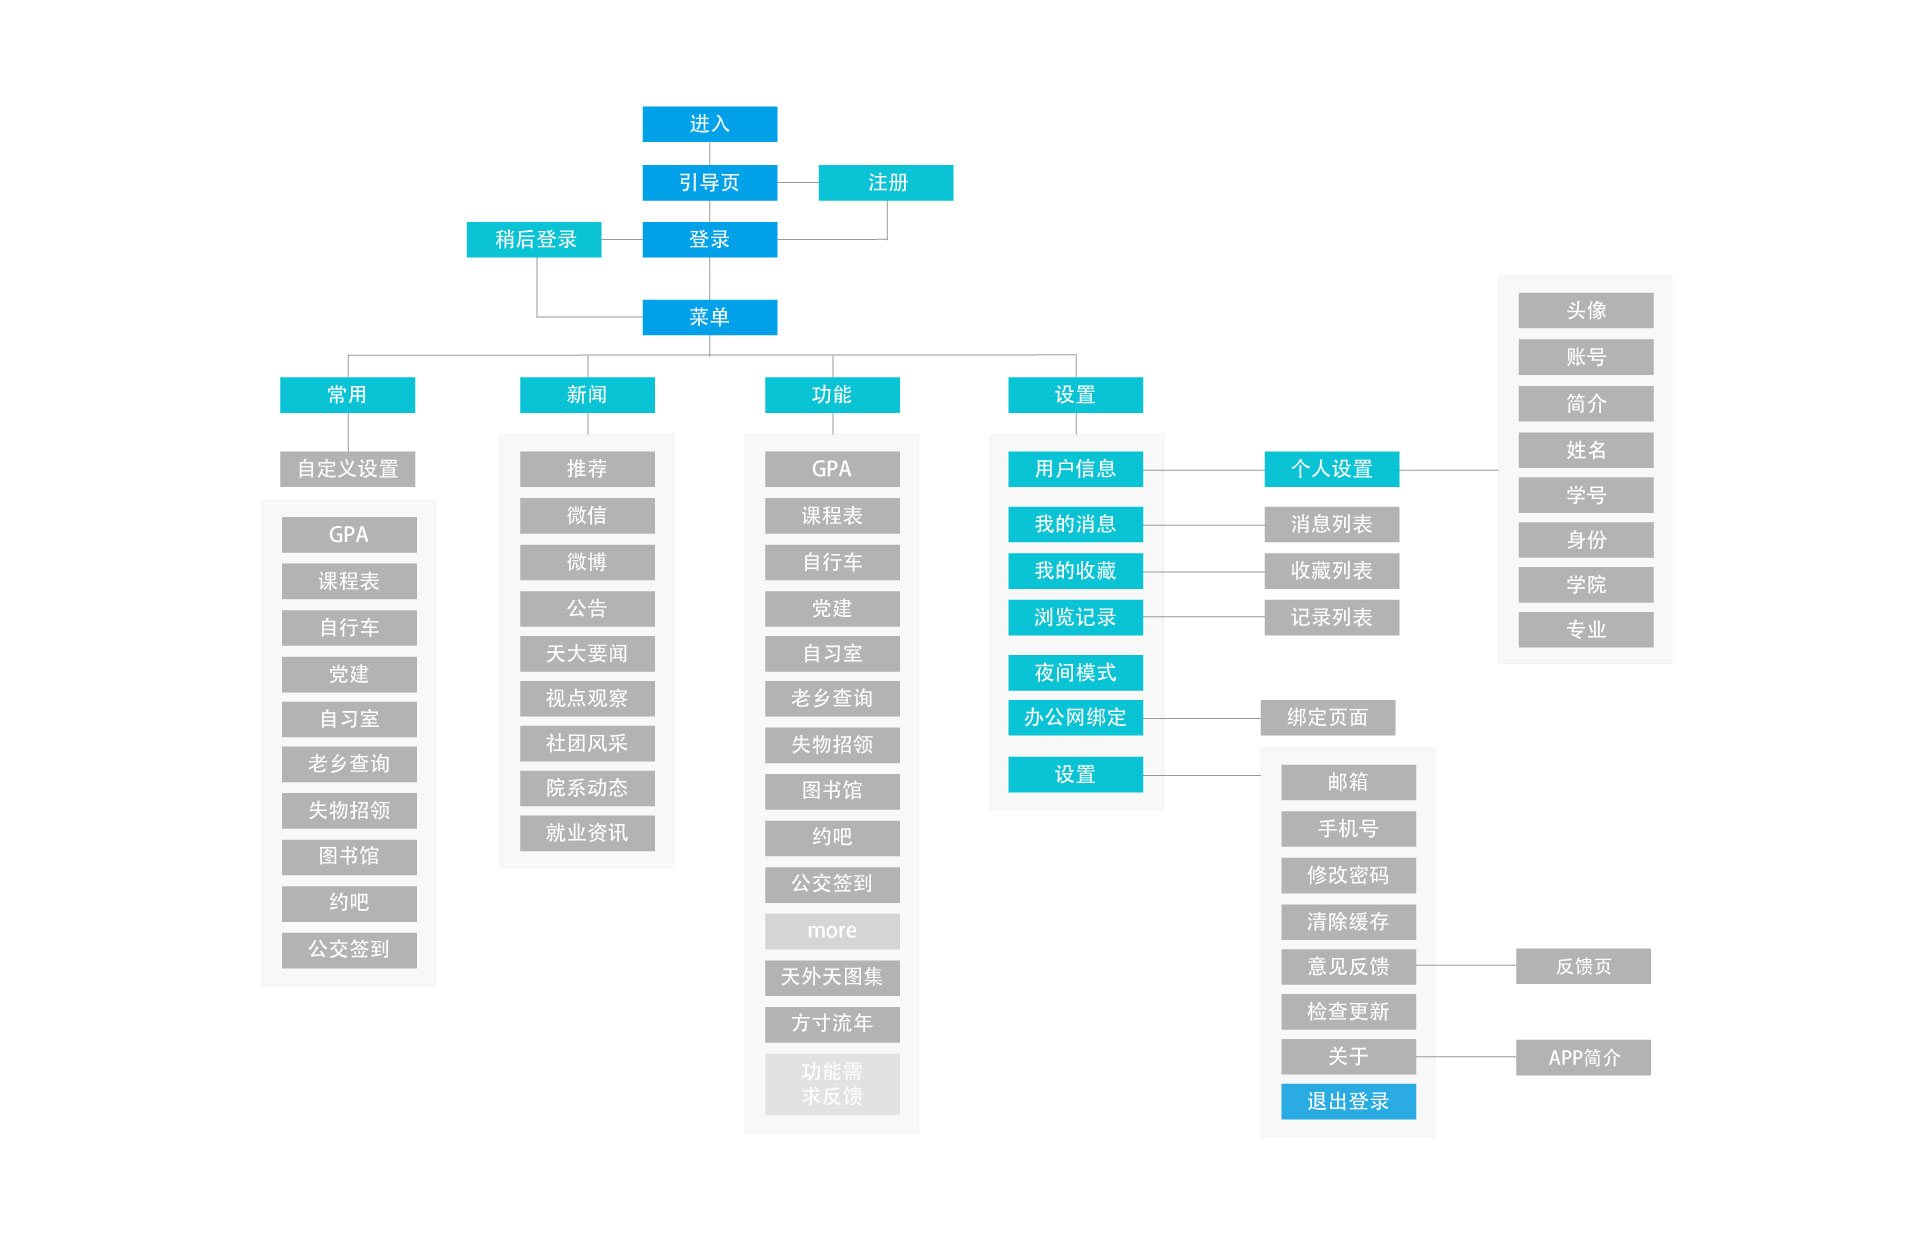 进入
引导页
注册
稍后登录
登录
菜单
常用
自定义设置
GPA
课程表
自行车
党建
自习室
老乡查询
失物招领
图书馆
约吧
公交签到
新闻
推荐
微信
微博
公告
天大要闻
视点观察
社团风采
院系动态
就业资讯
功能
GPA
课程表
自行车
党建
自习室
老乡查询
失物招领
图书馆
约吧
公交签到
more
天外天图集
方寸流年
功能需
求反馈
设置
用户信息
我的消息
我的收藏
浏览记录
夜间模式
办公网绑定
设置
个人设置
消息列表
收藏列表
记录列表
绑定页面
邮箱
手机号
修改密码
清除缓存
意见反馈
检查更新
关于
退出登录
头像
账号
简介
姓名
学号
身份
学院
专业
反馈页
APP简介